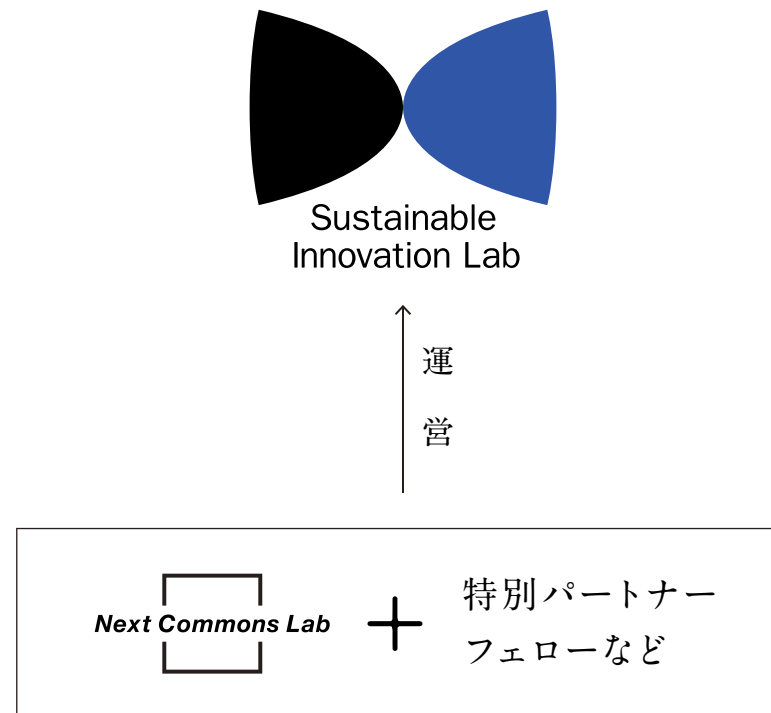 Sustainable
Innovation Lab
運営
Next Commons Lab
特別パートナー
フェローなど